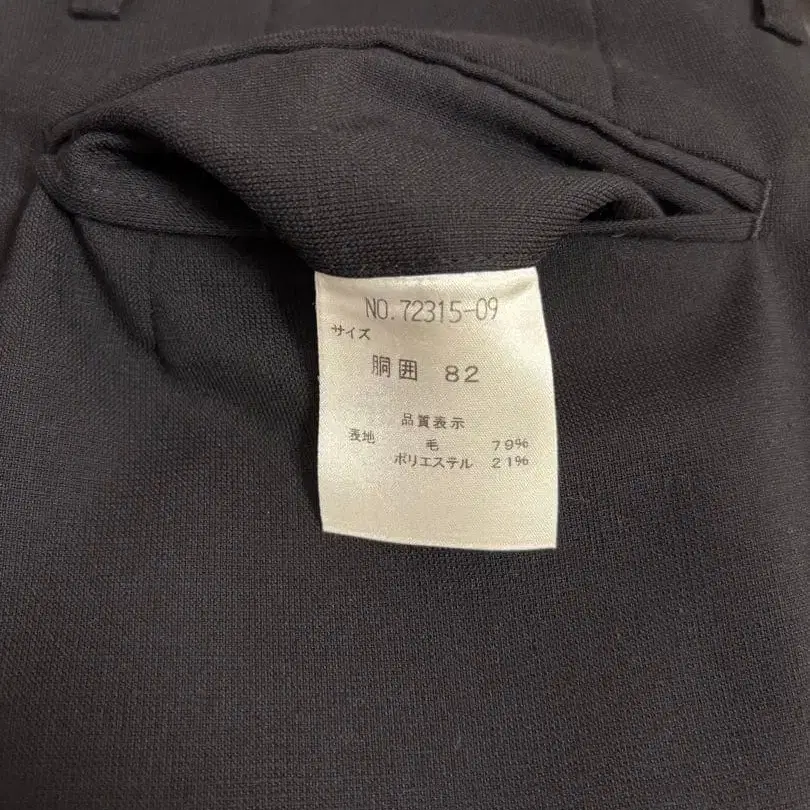 NO.72315-09
サイズ
胴囲 82
品質表示
表地 毛 79%
ポリエステル 21%